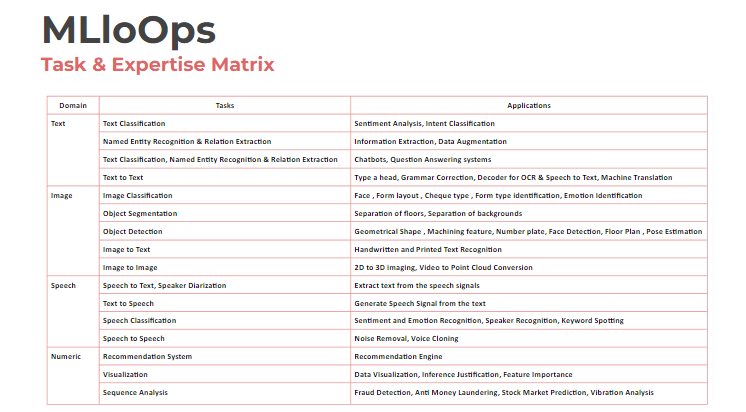 MLloOps
Task & Expertise Matrix
Domain Tasks Applications
Text Text Classification Sentiment Analysis, Intent Classification
Named Entity Recognition & Relation Extraction Information Extraction, Data Augmentation
Text Classification, Named Entity Recognition & Relation Extraction Chatbots, Question Answering systems
Text to Text Type a head, Grammar Correction, Decoder for OCR & Speech to Text, Machine Translation
Image Image Classification Face , Form layout , Cheque type , Form type identification, Emotion Identification
Object Segmentation Separation of floors, Separation of backgrounds
Object Detection Geometrical Shape , Machining feature, Number plate, Face Detection, Floor Plan , Pose Estimation
Image to Text Handwritten and Printed Text Recognition
Image to Image 2D to 3D Imaging, Video to Point Cloud Conversion
Speech Speech to Text, Speaker Diarization Extract text from the speech signals
Text to Speech Generate Speech Signal from the text
Speech Classification Sentiment and Emotion Recognition, Speaker Recognition, Keyword Spotting
Speech to Speech Noise Removal, Voice Cloning
Numeric Recommendation System Recommendation Engine
Visualization Data Visualization, Inference Justification, Feature Importance
Sequence Analysis Fraud Detection, Anti Money Laundering, Stock Market Prediction, Vibration Analysis